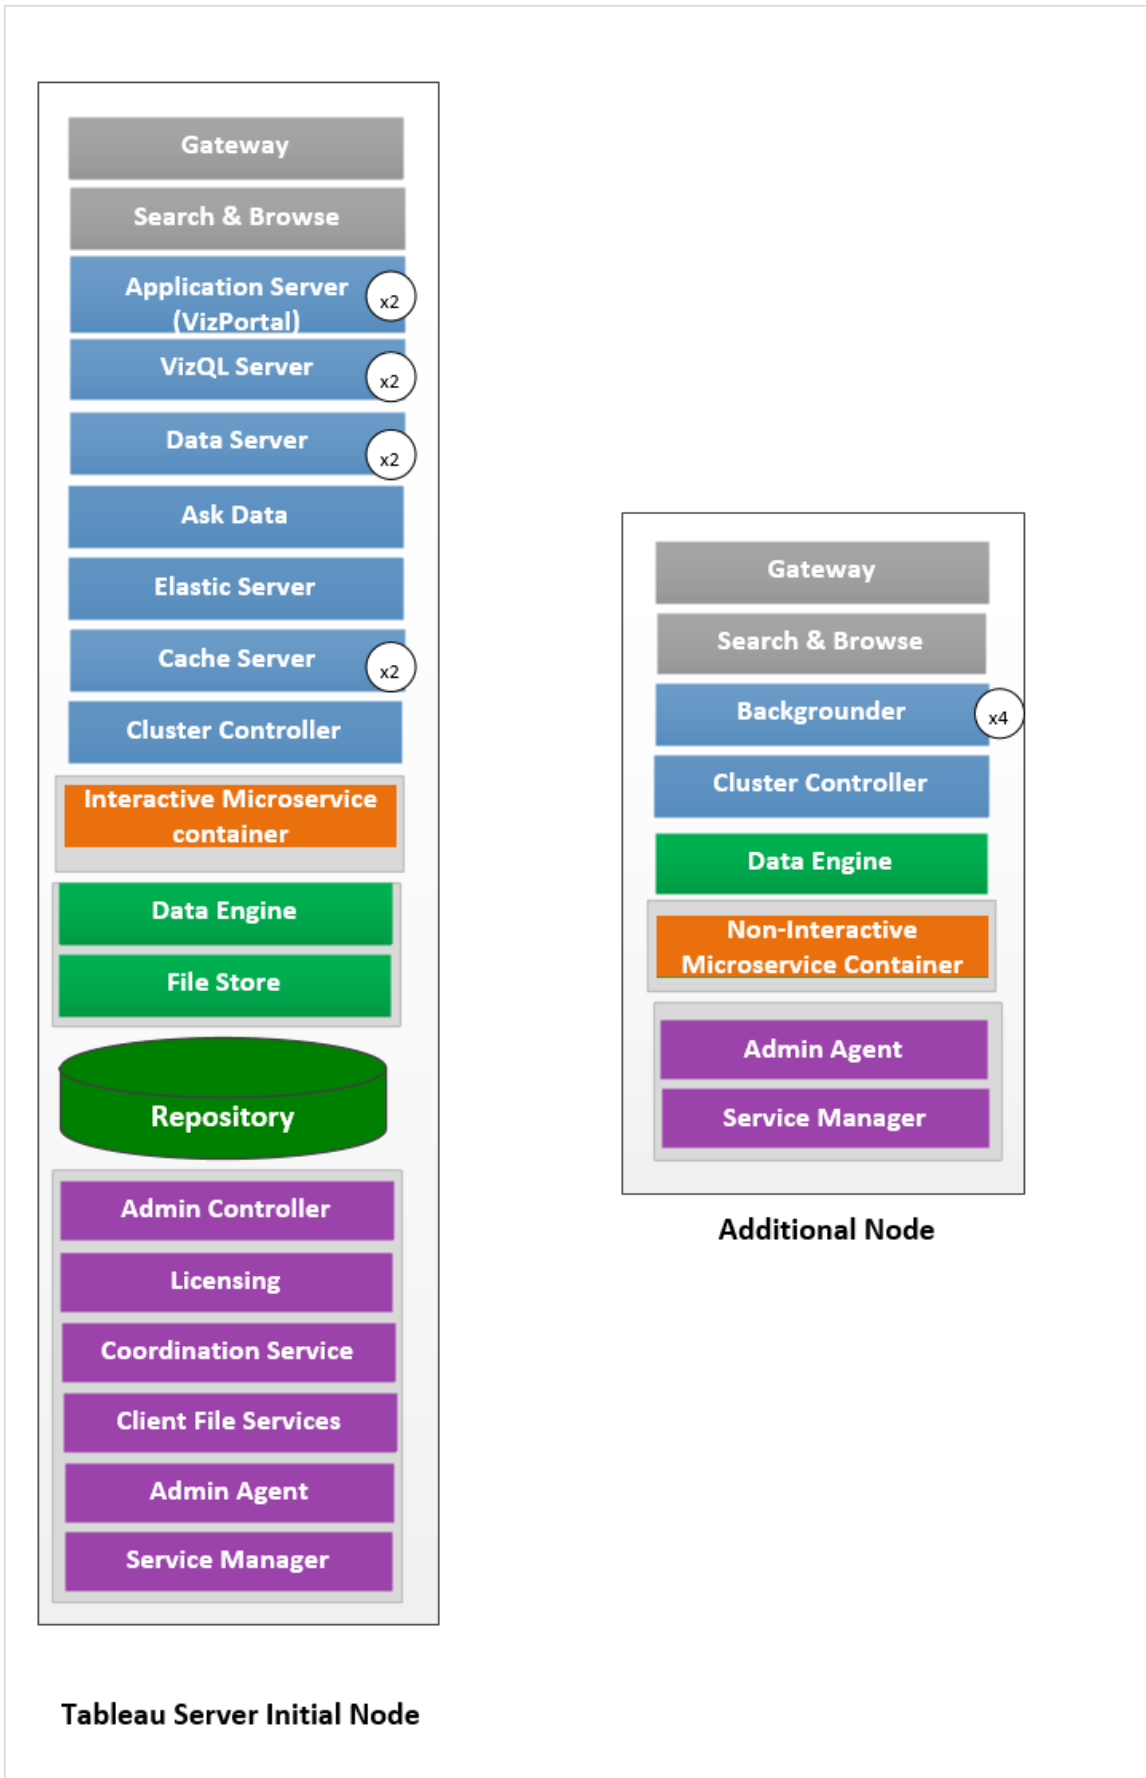 Gateway
Search & Browse
Application Server
(VizPortal)
x2
VizQL Server
x2
Data Server
x2
Ask Data
Elastic Server
Cache Server
x2
Cluster Controller
Interactive Microservice
container
Data Engine
File Store
Repository
Admin Controller
Licensing
Coordination Service
Client File Services
Admin Agent
Service Manager
Tableau Server Initial Node
Gateway
Search & Browse
Backgrounder
x4
Cluster Controller
Data Engine
Non-Interactive
Microservice Container
Admin Agent
Service Manager
Additional Node